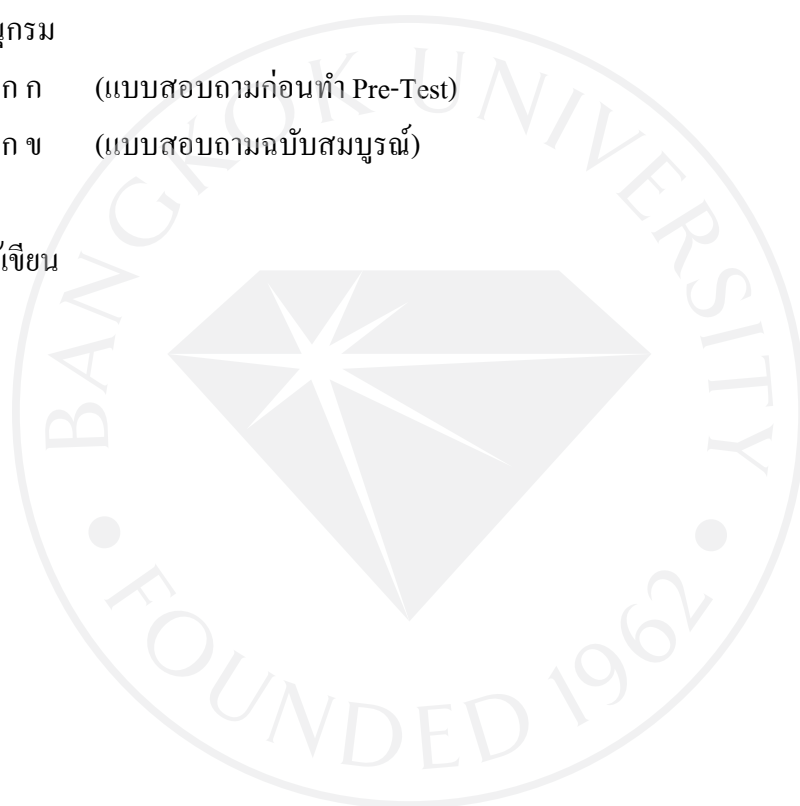 นุกรม
ก ก (แบบสอบถามก่อนทำ Pre-Test)
ก ข (แบบสอบถามฉบับสมบูรณ์)
เขียน
BANGKOK UNIVERSITY
FOUNDED 1962